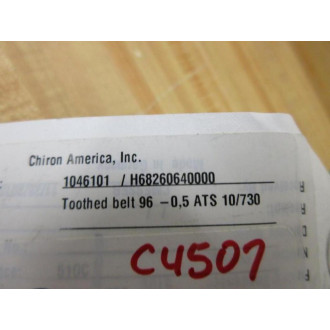 Chiron America, Inc.
1046101 / H68260640000
Toothed belt 96 -0,5 ATS 10/730
C4507